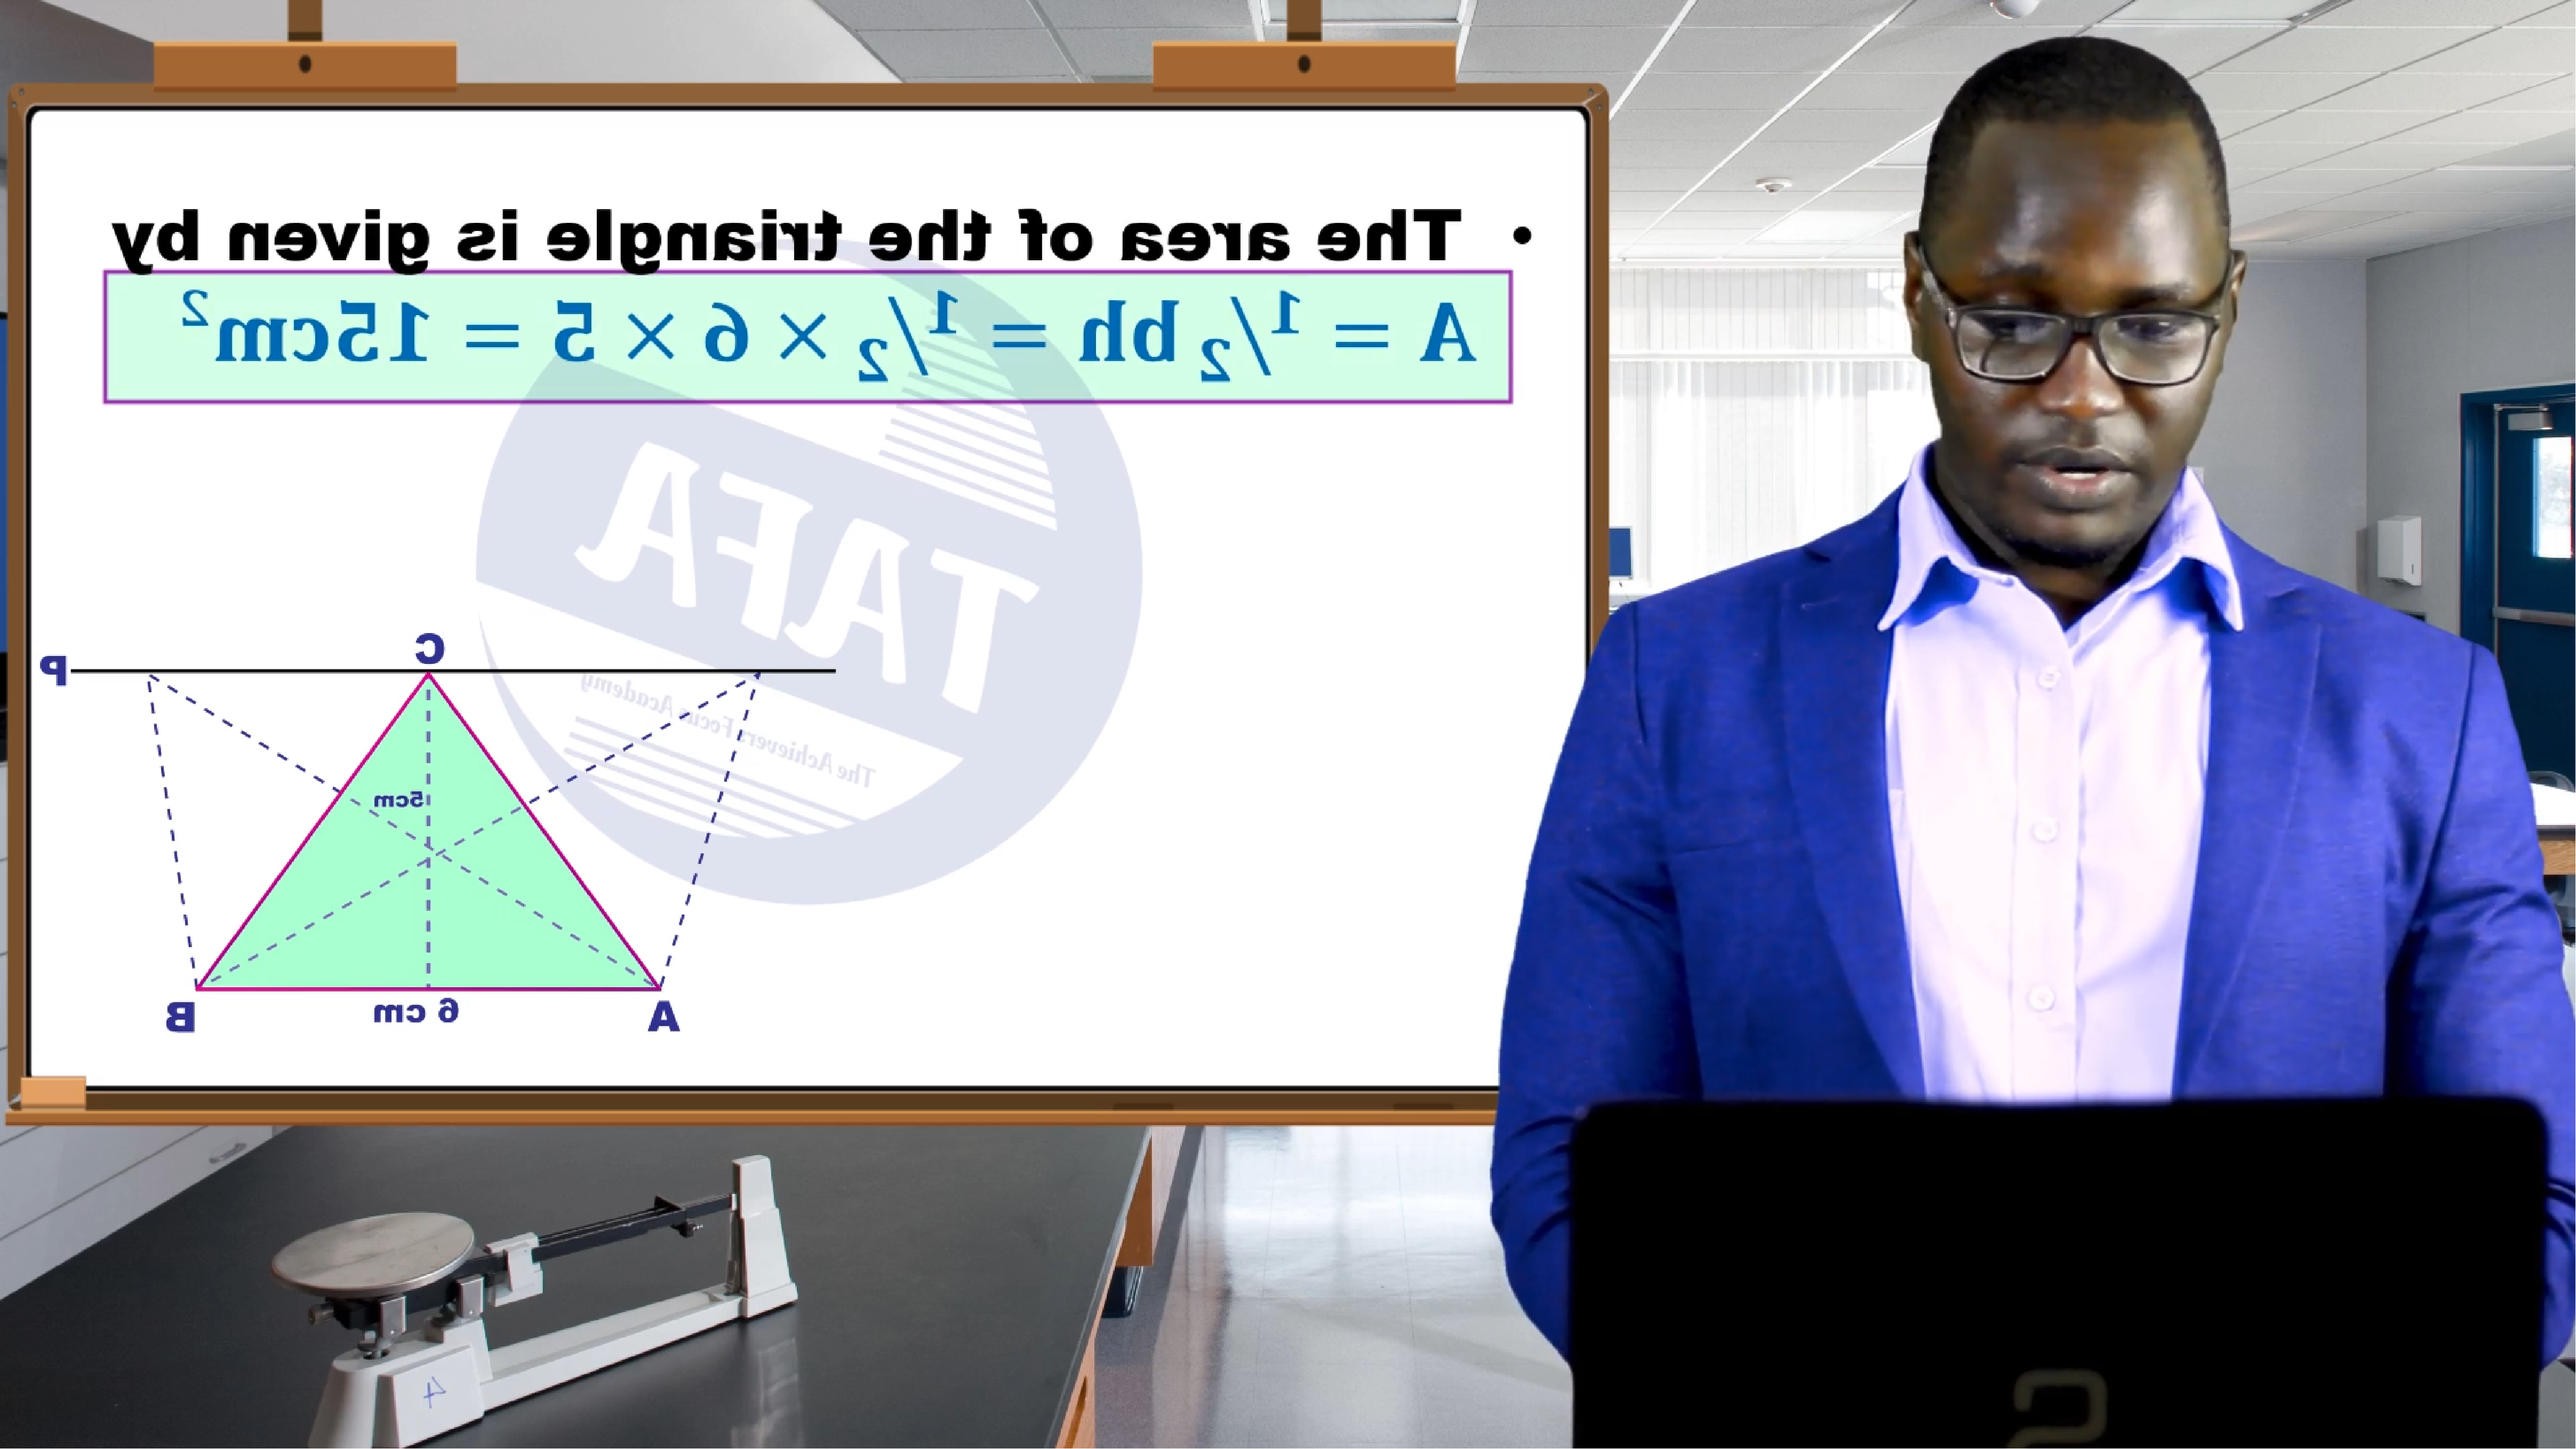 • The area of the triangle is given by
A = 1/2 bh = 1/2 × 6 × 5 = 15cm²
TAFA
The Achievers Focus Academy
C
P
5cm
B
6 cm
A
4